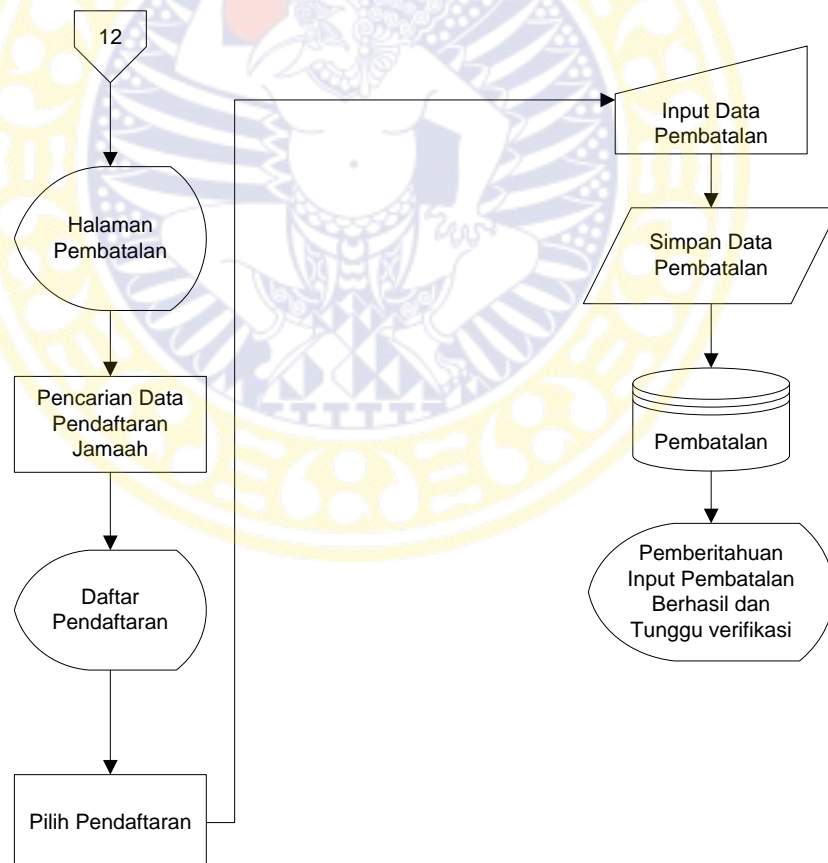 12
Halaman
Pembatalan
Pencarian Data
Pendaftaran
Jamaah
Daftar
Pendaftaran
Pilih Pendaftaran
Input Data
Pembatalan
Simpan Data
Pembatalan
Pembatalan
Pemberitahuan
Input Pembatalan
Berhasil dan
Tunggu verifikasi